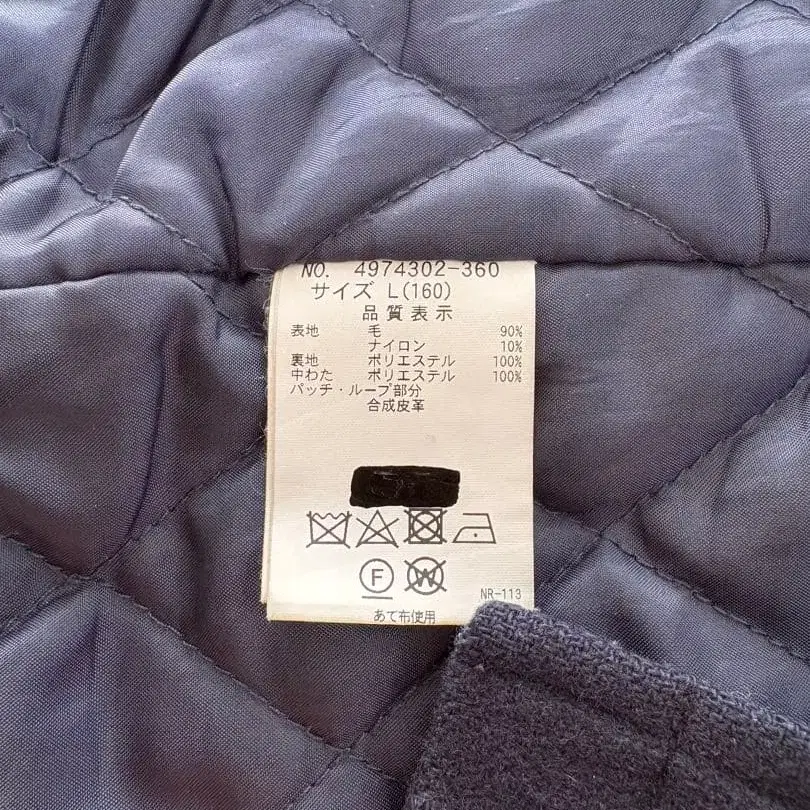 NO. 4974302-360
サイズ L(160)
品質表示
表地 毛 90%
ナイロン 10%
裏地 ポリエステル 100%
中わた ポリエステル 100%
パッチ・ループ部分
合成皮革
F W
NR-113
あて布使用